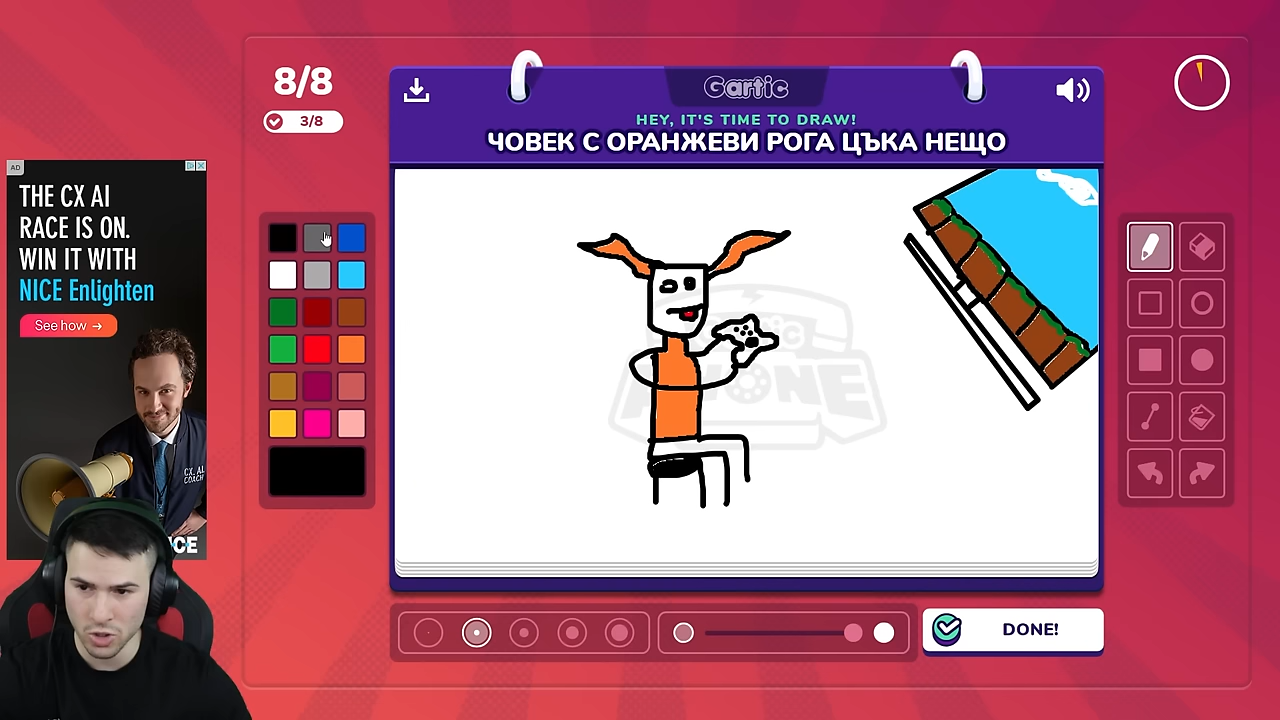 8/8
3/8
Gartic
HEY, IT'S TIME TO DRAW!
ЧОВЕК С ОРАНЖЕВИ РОГА ЦЪКА НЕЩО
AD
THE CX AI
RACE IS ON.
WIN IT WITH
NICE Enlighten
See how →
CX AI
COACH
DONE!